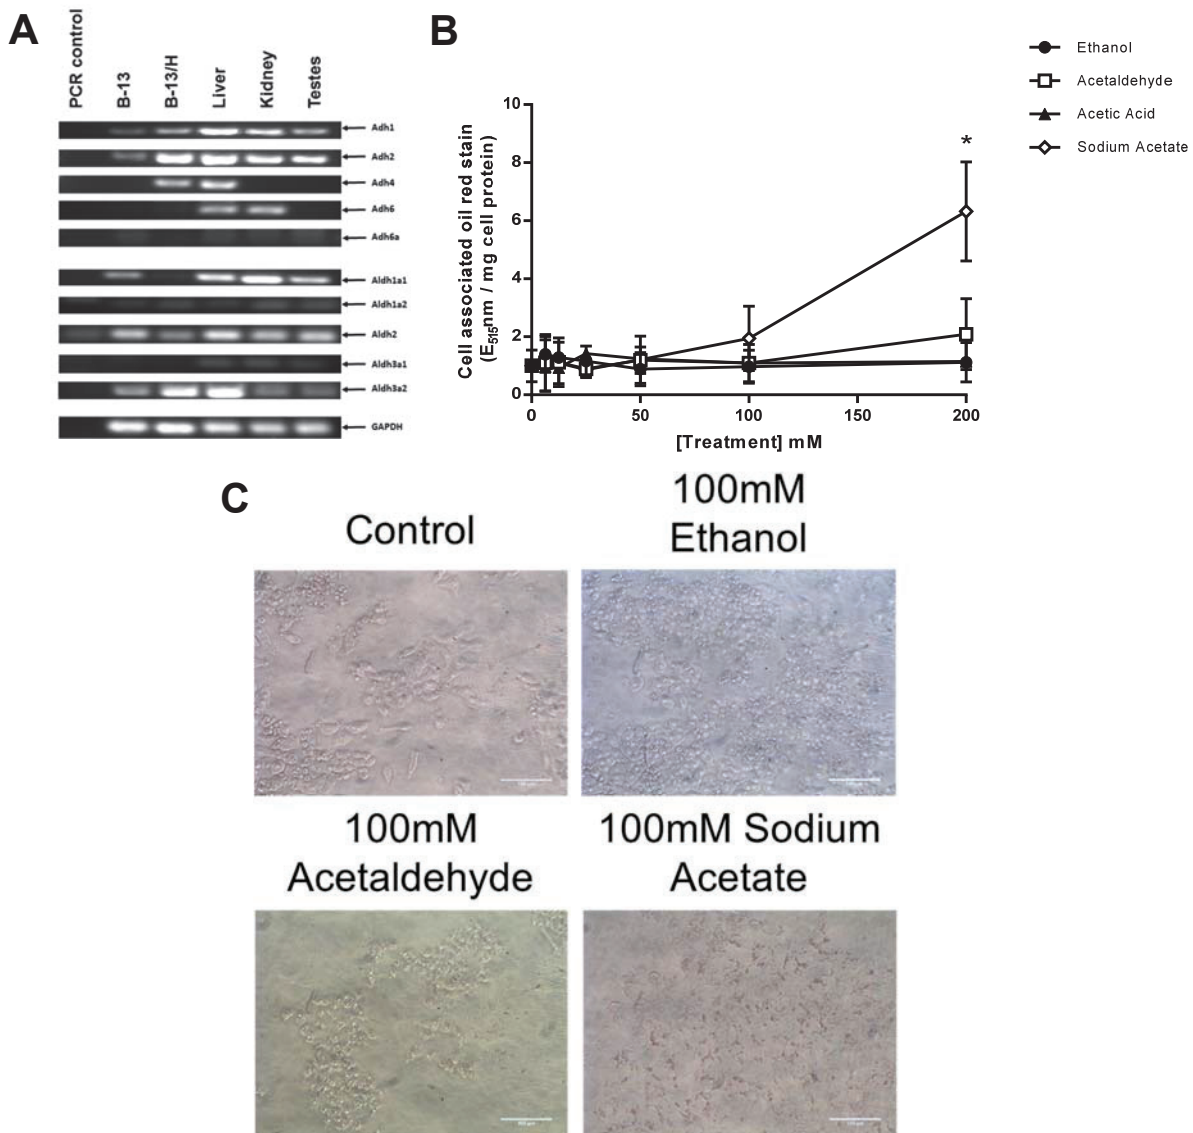 A
PCR control
B-13
B-13/H
Liver
Kidney
Testes
Adh1
Adh2
Adh4
Adh6
Adh6a
Aldh1a1
Aldh1a2
Aldh2
Aldh3a1
Aldh3a2
GAPDH
B
Cell associated oil red stain
(E515nm / mg cell protein)
10
8
6
4
2
0
*
0
50
100
150
200
[Treatment] mM
Ethanol
Acetaldehyde
Acetic Acid
Sodium Acetate
C
Control
100mM
Ethanol
100mM
Acetaldehyde
100mM Sodium
Acetate